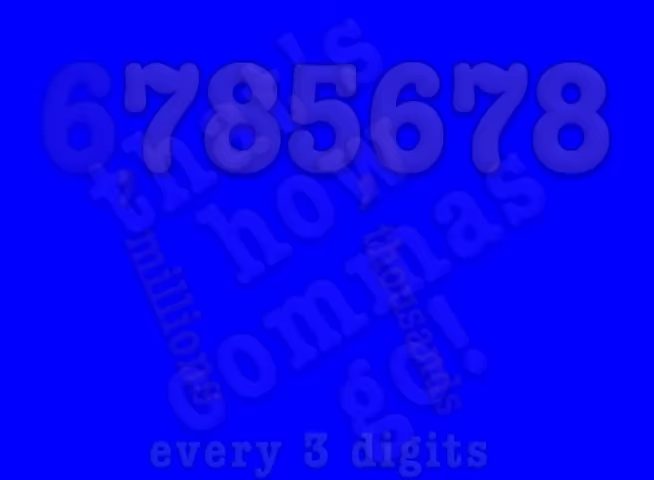 6785678
that's
how
commas
go!
millions
thousands
every 3 digits